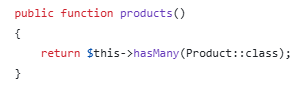 public function products()
{
    return $this->hasMany(Product::class);
}